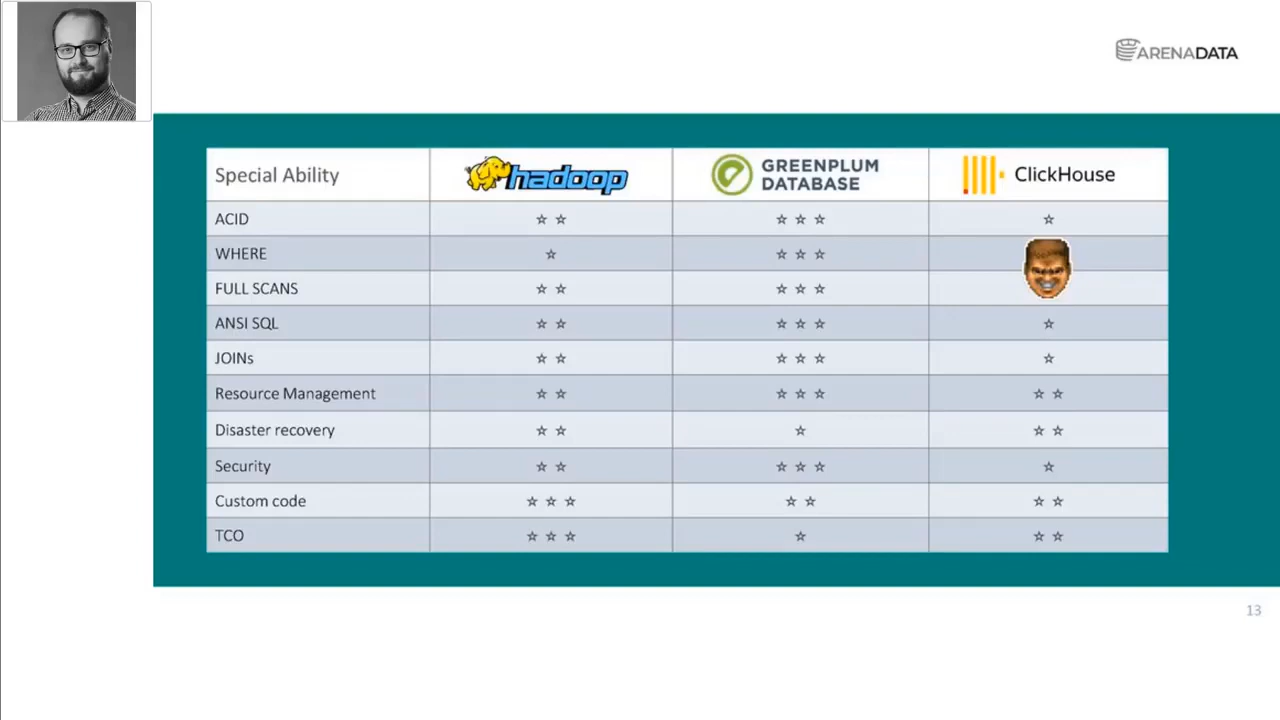 ARENADATA
Special Ability hadoop GREENPLUM DATABASE ClickHouse
ACID ☆ ☆ ☆ ☆ ☆ ☆
WHERE ☆ ☆ ☆ ☆
FULL SCANS ☆ ☆ ☆ ☆ ☆
ANSI SQL ☆ ☆ ☆ ☆ ☆ ☆
JOINs ☆ ☆ ☆ ☆ ☆ ☆
Resource Management ☆ ☆ ☆ ☆ ☆ ☆ ☆
Disaster recovery ☆ ☆ ☆ ☆ ☆
Security ☆ ☆ ☆ ☆ ☆ ☆
Custom code ☆ ☆ ☆ ☆ ☆ ☆ ☆
TCO ☆ ☆ ☆ ☆ ☆ ☆
13